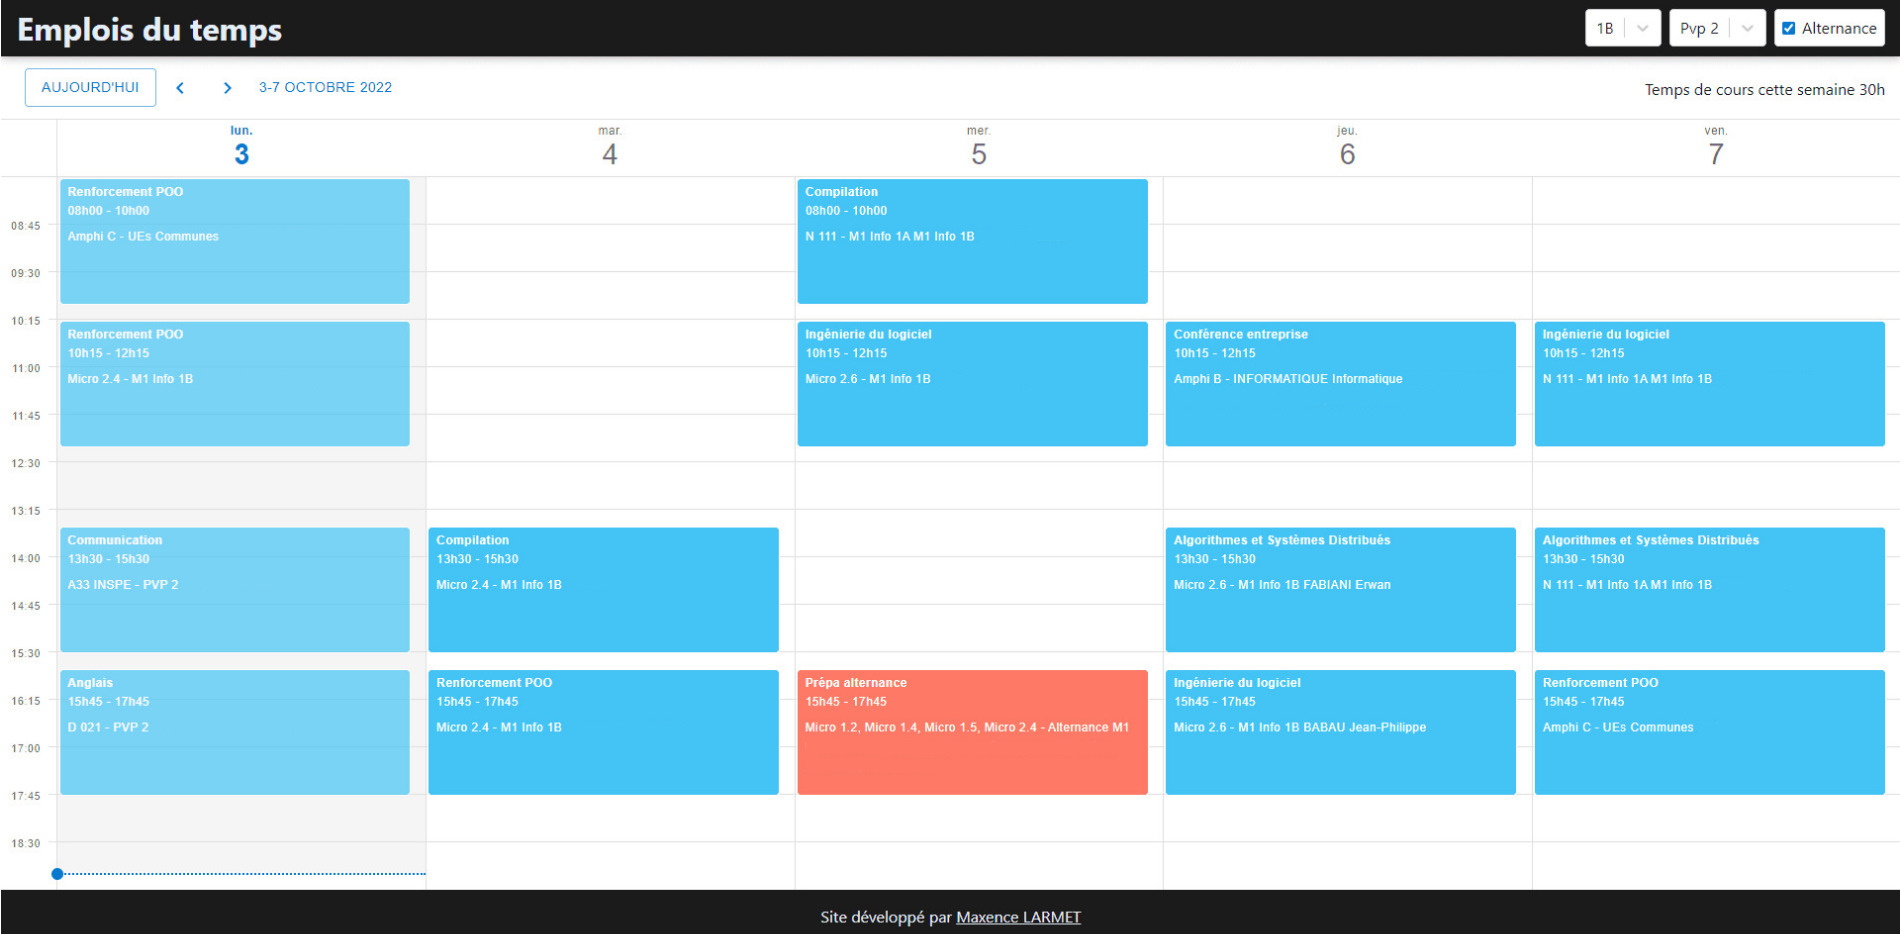 Emplois du temps
1B
Pvp 2
Alternance
AUJOURD'HUI
3-7 OCTOBRE 2022
Temps de cours cette semaine 30h
lun.
3
mar.
4
mer.
5
jeu.
6
ven.
7
08:45
09:30
10:15
11:00
11:45
12:30
13:15
14:00
14:45
15:30
16:15
17:00
17:45
18:30
Renforcement POO
08h00 - 10h00
Amphi C - UEs Communes
Renforcement POO
10h15 - 12h15
Micro 2.4 - M1 Info 1B
Communication
13h30 - 15h30
A33 INSPE - PVP 2
Anglais
15h45 - 17h45
D 021 - PVP 2
Compilation
13h30 - 15h30
Micro 2.4 - M1 Info 1B
Renforcement POO
15h45 - 17h45
Micro 2.4 - M1 Info 1B
Compilation
08h00 - 10h00
N 111 - M1 Info 1A M1 Info 1B
Ingénierie du logiciel
10h15 - 12h15
Micro 2.6 - M1 Info 1B
Prépa alternance
15h45 - 17h45
Micro 1.2, Micro 1.4, Micro 1.5, Micro 2.4 - Alternance M1
Conférence entreprise
10h15 - 12h15
Amphi B - INFORMATIQUE Informatique
Algorithmes et Systèmes Distribués
13h30 - 15h30
Micro 2.6 - M1 Info 1B FABIANI Erwan
Ingénierie du logiciel
15h45 - 17h45
Micro 2.6 - M1 Info 1B BABAU Jean-Philippe
Ingénierie du logiciel
10h15 - 12h15
N 111 - M1 Info 1A M1 Info 1B
Algorithmes et Systèmes Distribués
13h30 - 15h30
N 111 - M1 Info 1A M1 Info 1B
Renforcement POO
15h45 - 17h45
Amphi C - UEs Communes
Site développé par Maxence LARMET